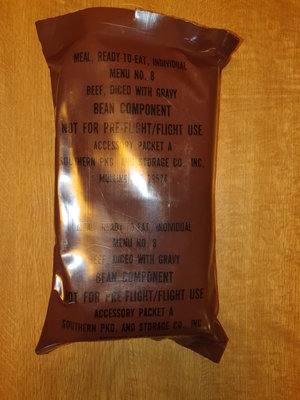 MEAL, READY-TO-EAT, INDIVIDUAL
MENU NO. 8
BEEF, DICED WITH GRAVY
BEAN COMPONENT
NOT FOR PRE-FLIGHT/FLIGHT USE
ACCESSORY PACKET A
SOUTHERN PKG. AND STORAGE CO., INC.
MULLINS, 29574
READY TO-EAT, INDIVIDUAL
MENU NO. 8
BEEF, DICED WITH GRAVY
BEAN COMPONENT
NOT FOR PRE-FLIGHT/FLIGHT USE
ACCESSORY PACKET A
SOUTHERN PKG. AND STORAGE CO., INC.